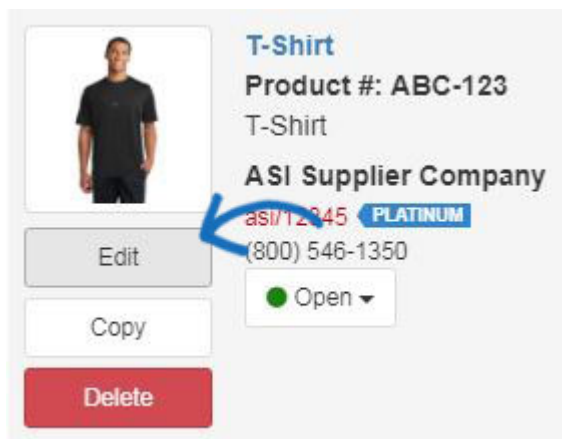 T-Shirt
Product #: ABC-123
T-Shirt
ASI Supplier Company
asi/12345 PLATINUM
(800) 546-1350
Open
Edit
Copy
Delete